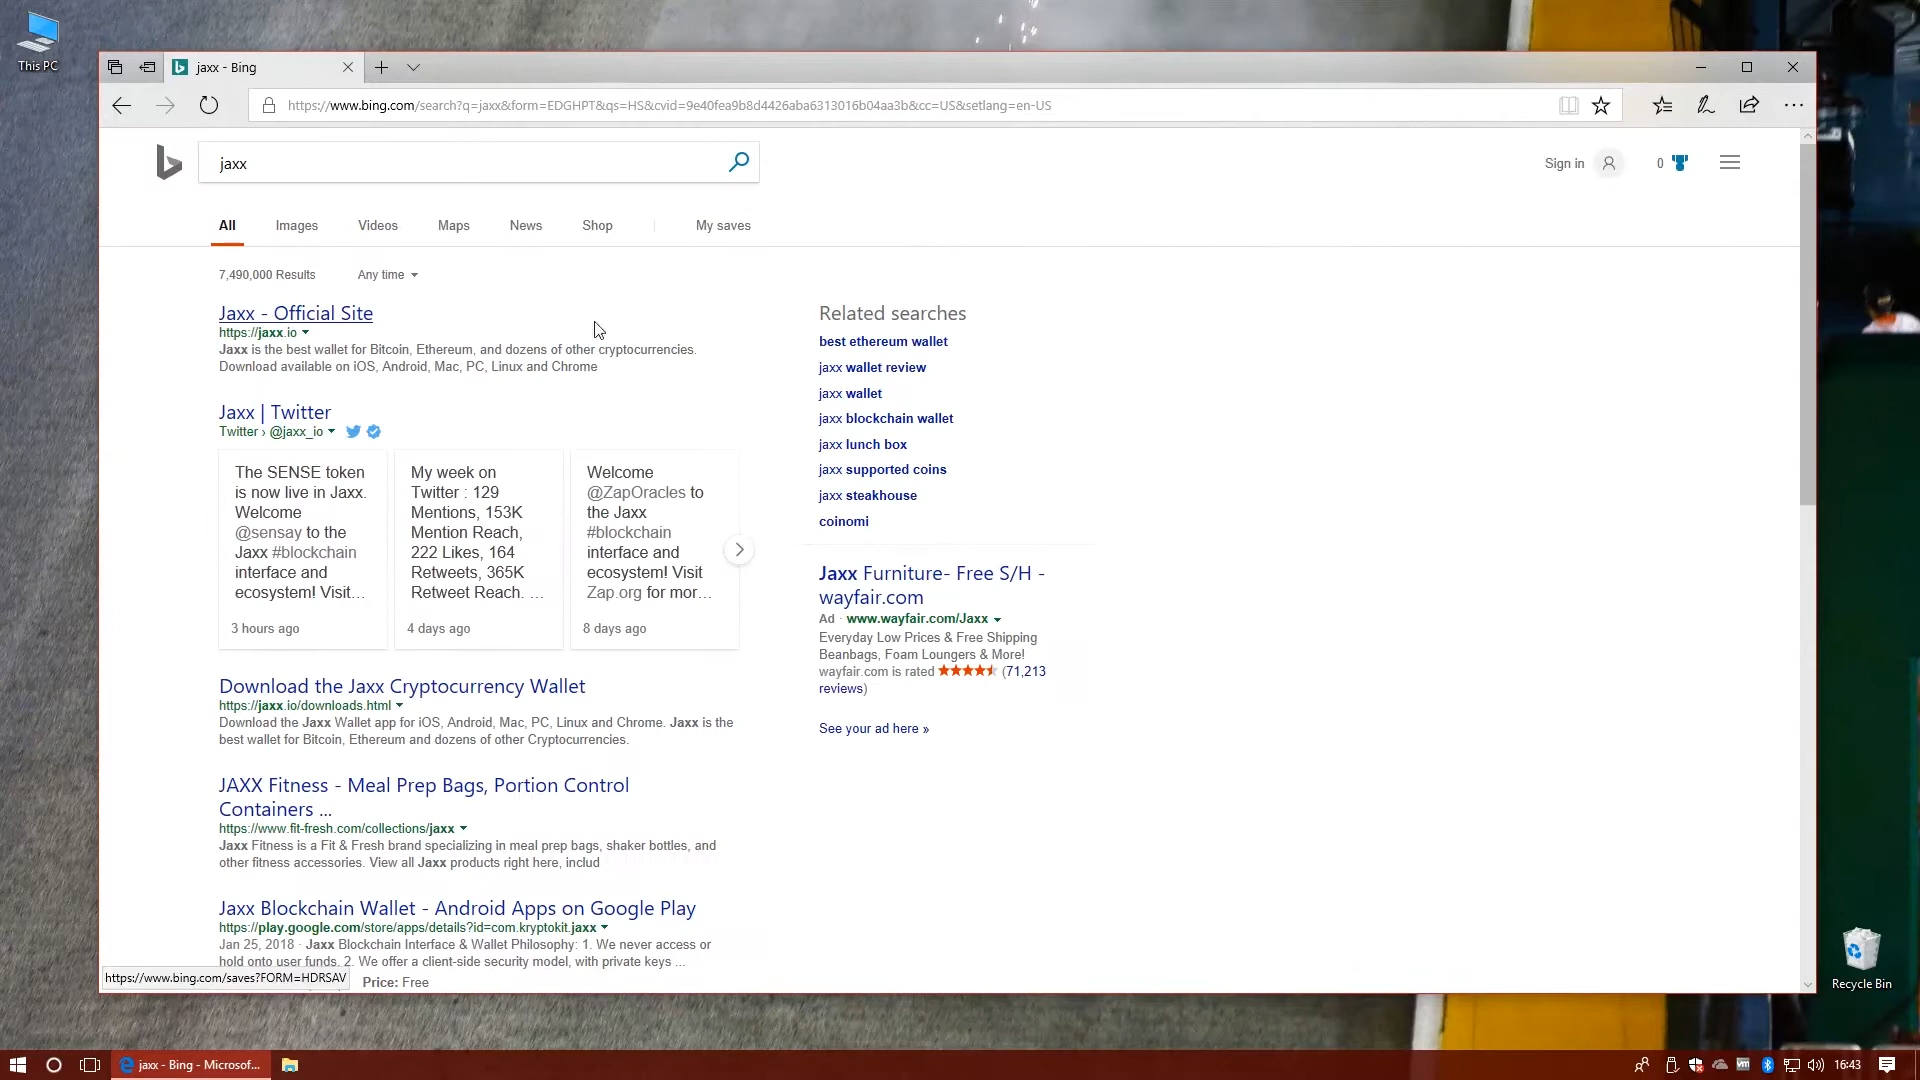 This PC
jaxx - Bing
https://www.bing.com/search?q=jaxx&form=EDGHPT&qs=HS&cvid=9e40fea9b8d4426aba6313016b04aa3b&cc=US&setlang=en-US
jaxx
Sign in
0
All
Images
Videos
Maps
News
Shop
My saves
7,490,000 Results
Any time
Jaxx - Official Site
https://jaxx.io
Jaxx is the best wallet for Bitcoin, Ethereum, and dozens of other cryptocurrencies.
Download available on iOS, Android, Mac, PC, Linux and Chrome
Jaxx | Twitter
Twitter › @jaxx_io
The SENSE token
is now live in Jaxx.
Welcome
@sensay to the
Jaxx #blockchain
interface and
ecosystem! Visit...
3 hours ago
My week on
Twitter : 129
Mentions, 153K
Mention Reach,
222 Likes, 164
Retweets, 365K
Retweet Reach. ...
4 days ago
Welcome
@ZapOracles to
the Jaxx
#blockchain
interface and
ecosystem! Visit
Zap.org for mor...
8 days ago
Download the Jaxx Cryptocurrency Wallet
https://jaxx.io/downloads.html
Download the Jaxx Wallet app for iOS, Android, Mac, PC, Linux and Chrome. Jaxx is the
best wallet for Bitcoin, Ethereum and dozens of other Cryptocurrencies.
JAXX Fitness - Meal Prep Bags, Portion Control
Containers ...
https://www.fit-fresh.com/collections/jaxx
Jaxx Fitness is a Fit & Fresh brand specializing in meal prep bags, shaker bottles, and
other fitness accessories. View all Jaxx products right here, includ
Jaxx Blockchain Wallet - Android Apps on Google Play
https://play.google.com/store/apps/details?id=com.kryptokit.jaxx
Jan 25, 2018 · Jaxx Blockchain Interface & Wallet Philosophy: 1. We never access or
hold onto user funds. 2. We offer a client-side security model, with private keys ...
Price: Free
https://www.bing.com/saves?FORM=HDRSAV
Related searches
best ethereum wallet
jaxx wallet review
jaxx wallet
jaxx blockchain wallet
jaxx lunch box
jaxx supported coins
jaxx steakhouse
coinomi
Jaxx Furniture- Free S/H -
wayfair.com
Ad · www.wayfair.com/Jaxx
Everyday Low Prices & Free Shipping
Beanbags, Foam Loungers & More!
wayfair.com is rated (71,213
reviews)
See your ad here »
Recycle Bin
jaxx - Bing - Microsof...
vm
16:43